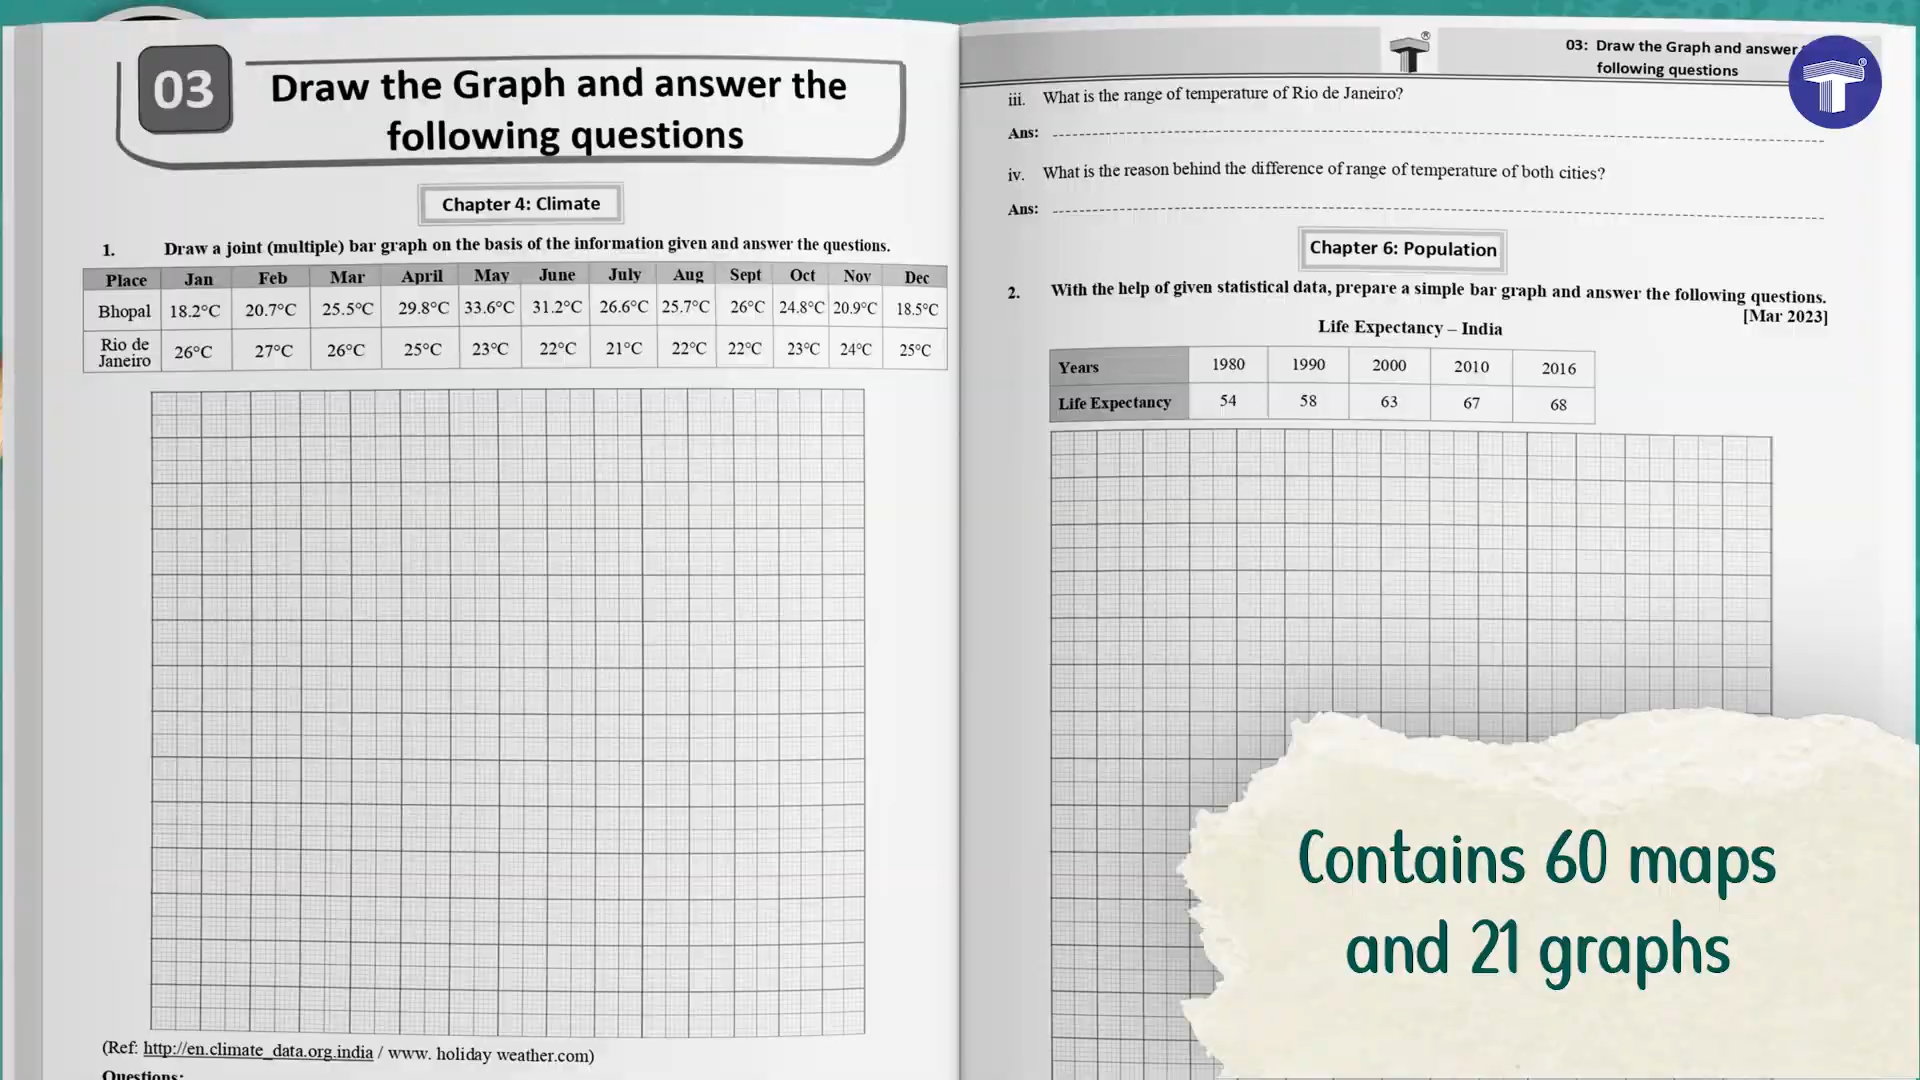 03
Draw the Graph and answer the
following questions
Chapter 4: Climate
1. Draw a joint (multiple) bar graph on the basis of the information given and answer the questions.
Place Jan Feb Mar April May June July Aug Sept Oct Nov Dec
Bhopal 18.2°C 20.7°C 25.5°C 29.8°C 33.6°C 31.2°C 26.6°C 25.7°C 26°C 24.8°C 20.9°C 18.5°C
Rio de
Janeiro 26°C 27°C 26°C 25°C 23°C 22°C 21°C 22°C 22°C 23°C 24°C 25°C
(Ref: http://en.climate_data.org.india / www. holiday weather.com)
Questions:
T®
03: Draw the Graph and answer
following questions
T®
iii. What is the range of temperature of Rio de Janeiro?
Ans:
iv. What is the reason behind the difference of range of temperature of both cities?
Ans:
Chapter 6: Population
2. With the help of given statistical data, prepare a simple bar graph and answer the following questions.
[Mar 2023]
Life Expectancy – India
Years 1980 1990 2000 2010 2016
Life Expectancy 54 58 63 67 68
Contains 60 maps
and 21 graphs